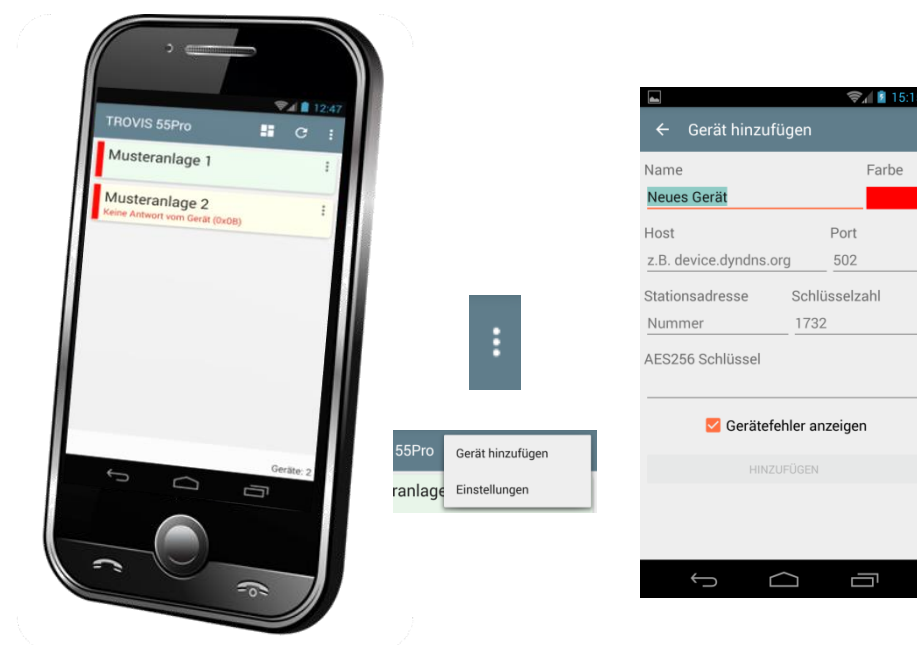 12:47
TROVIS 55Pro
Musteranlage 1
Musteranlage 2
Keine Antwort vom Gerät (0x0B)
Geräte: 2
55Pro
Gerät hinzufügen
ranlage
Einstellungen
15:1
Gerät hinzufügen
Name Farbe
Neues Gerät
Host Port
z.B. device.dyndns.org 502
Stationsadresse Schlüsselzahl
Nummer 1732
AES256 Schlüssel
Gerätefehler anzeigen
HINZUFÜGEN